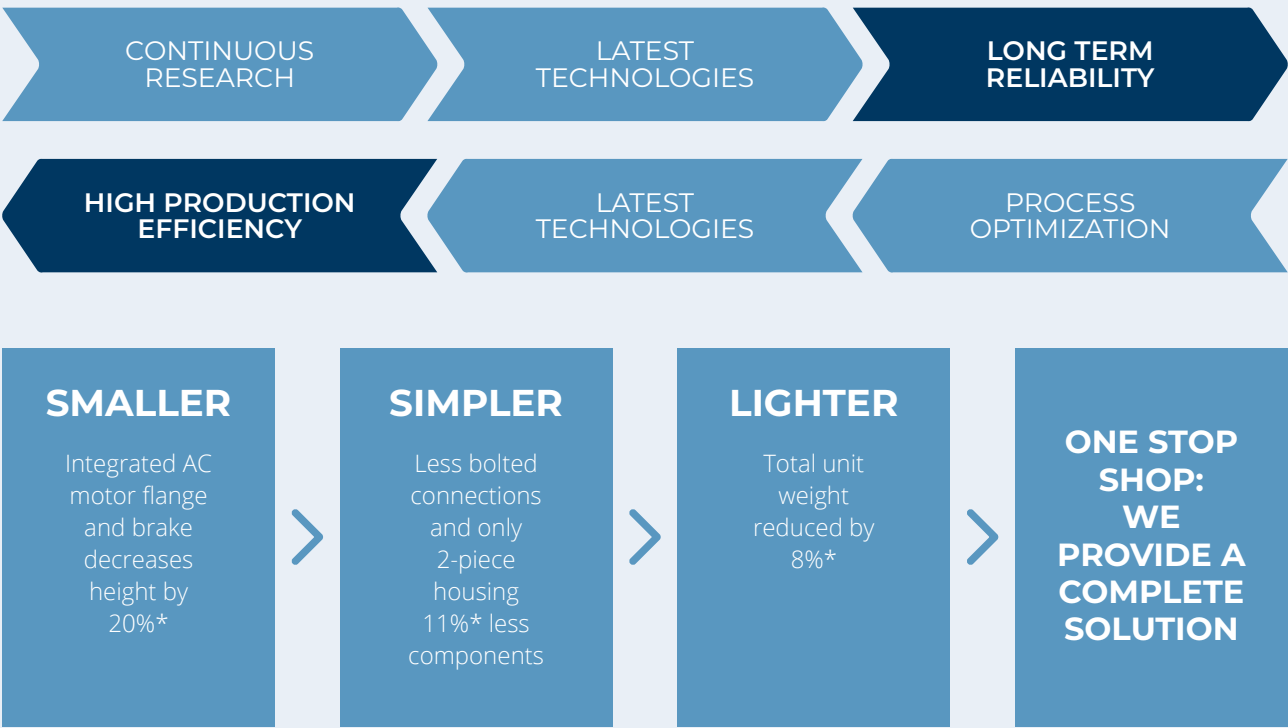 CONTINUOUS
RESEARCH
LATEST
TECHNOLOGIES
LONG TERM
RELIABILITY
HIGH PRODUCTION
EFFICIENCY
LATEST
TECHNOLOGIES
PROCESS
OPTIMIZATION
SMALLER
Integrated AC
motor flange
and brake
decreases
height by
20%*
SIMPLER
Less bolted
connections
and only
2-piece
housing
11%* less
components
LIGHTER
Total unit
weight
reduced by
8%*
ONE STOP
SHOP:
WE
PROVIDE A
COMPLETE
SOLUTION